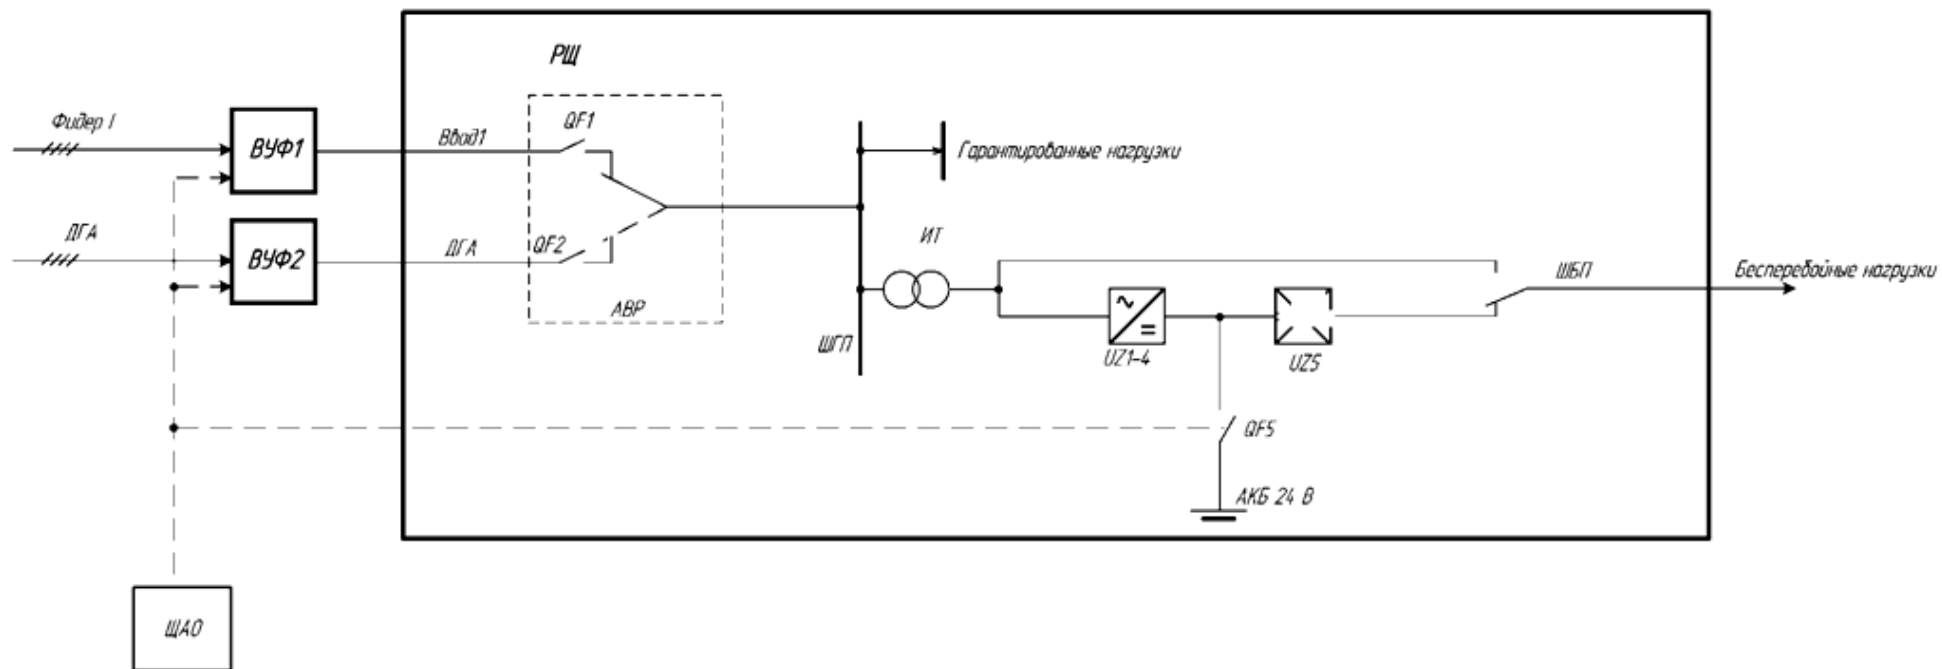 РЩ
Фидер I
ВУФ1
Ввод1
QF1
Гарантированные нагрузки
ДГА
ВУФ2
ДГА
QF2
АВР
ИТ
ШБП
Бесперебойные нагрузки
ШГП
UZ1-4
UZ5
QF5
АКБ 24 В
ЩАО